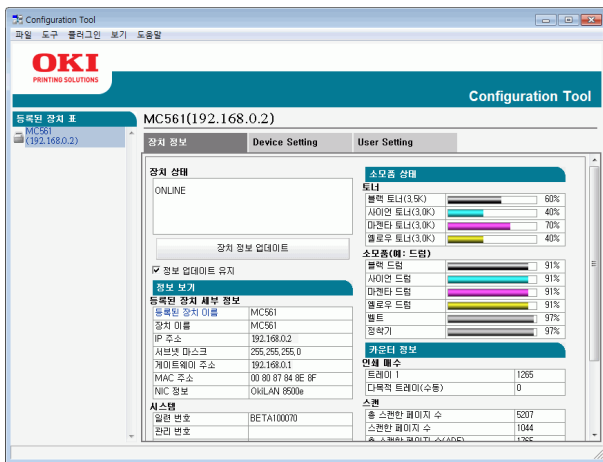 Configuration Tool
파일 도구 플러그인 보기 도움말
OKI
PRINTING SOLUTIONS
Configuration Tool
등록된 장치 표
MC561
(192.168.0.2)
MC561(192.168.0.2)
장치 정보 Device Setting User Setting
장치 상태
ONLINE
장치 정보 업데이트
정보 업데이트 유지
정보 보기
등록된 장치 세부 정보
등록된 장치 이름 MC561
장치 이름 MC561
IP 주소 192.168.0.2
서브넷 마스크 255,255,255,0
게이트웨이 주소 192.168.0.1
MAC 주소 00 80 87 84 8E 8F
NIC 정보 OkiLAN 8500e
시스템
일련 번호 BETA100070
관리 번호
소모품 상태
토너
블랙 토너(3,5K) 60%
사이언 토너(3,0K) 40%
마젠타 토너(3,0K) 70%
옐로우 토너(3,0K) 40%
소모품(예: 드럼)
블랙 드럼 91%
사이언 드럼 91%
마젠타 드럼 91%
옐로우 드럼 91%
벨트 97%
정착기 97%
카운터 정보
인쇄 매수
트레이 1 1265
다목적 트레이(수동) 0
스캔
총 스캔한 페이지 수 5207
스캔한 페이지 수 1044
총 스캔한 페이지 수(ADF) 1765